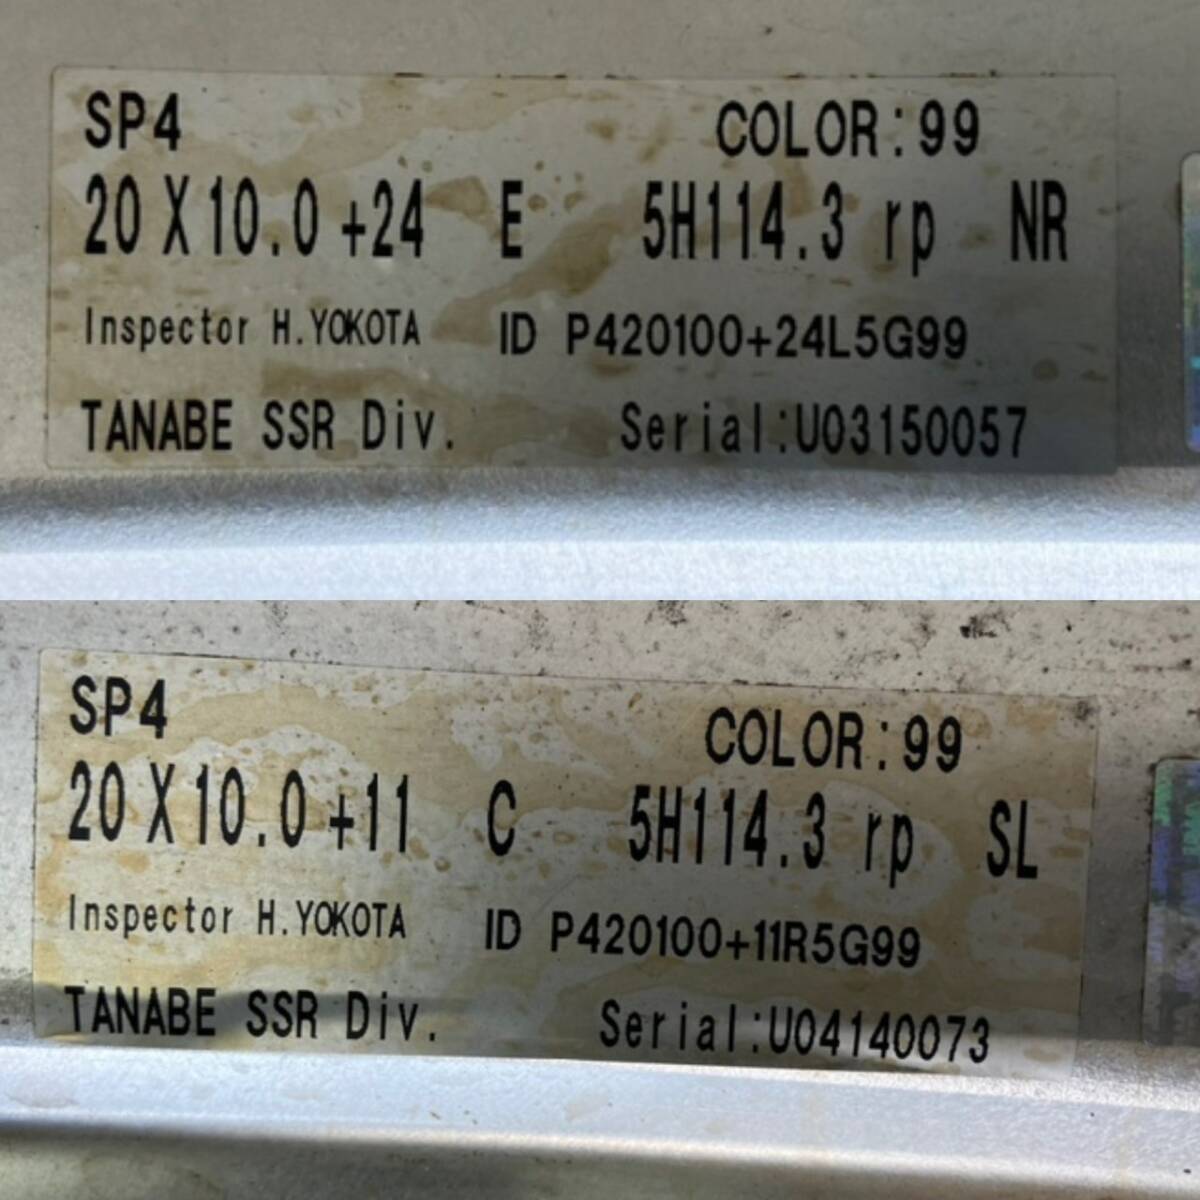 SP4 COLOR:99
20 X 10.0 +24 E 5H114.3 rp NR
Inspector H.YOKOTA ID P420100+24L5G99
TANABE SSR Div. Serial:U03150057
SP4 COLOR:99
20 X 10.0 +11 C 5H114.3 rp SL
Inspector H.YOKOTA ID P420100+11R5G99
TANABE SSR Div. Serial:U04140073